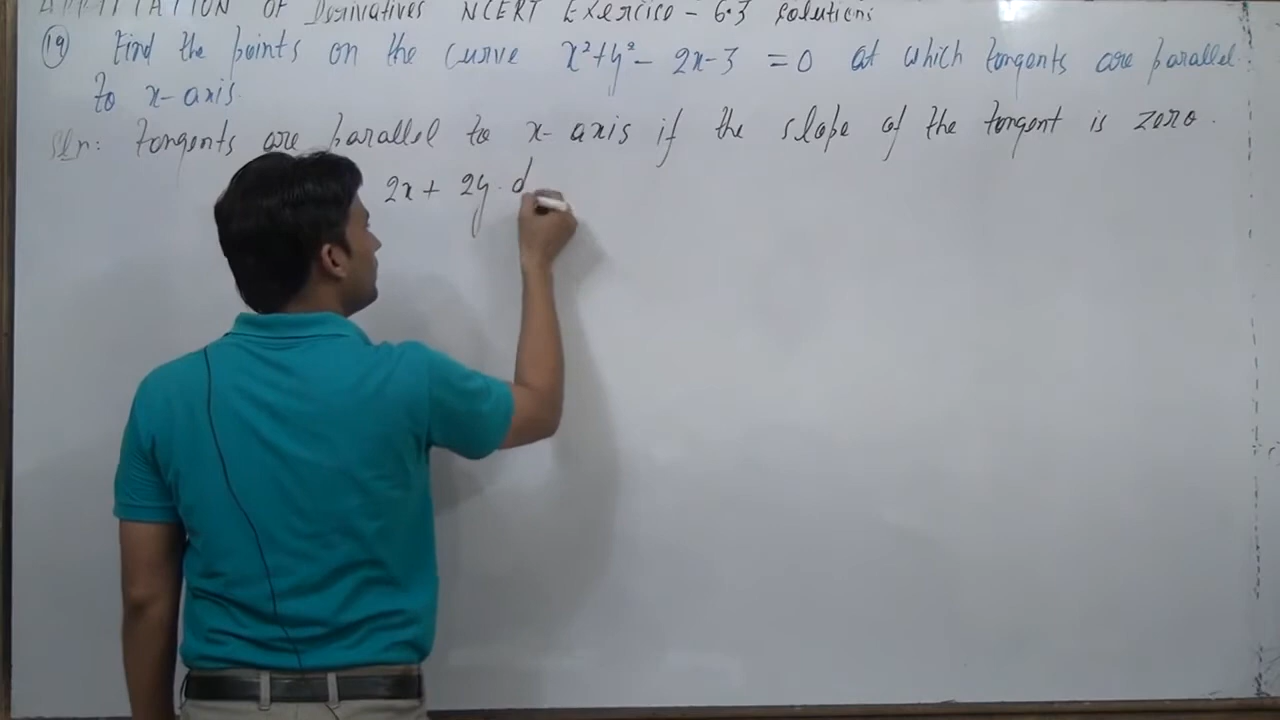 OF Derivatives NCERT Exercise - 6.3 solutions
(19) Find the points on the curve x²+y²- 2x-3 =0 at which tangents are parallel
to x-axis.
Sln: tangents are parallel to x-axis if the slope of the tangent is zero.
2x + 2y · d